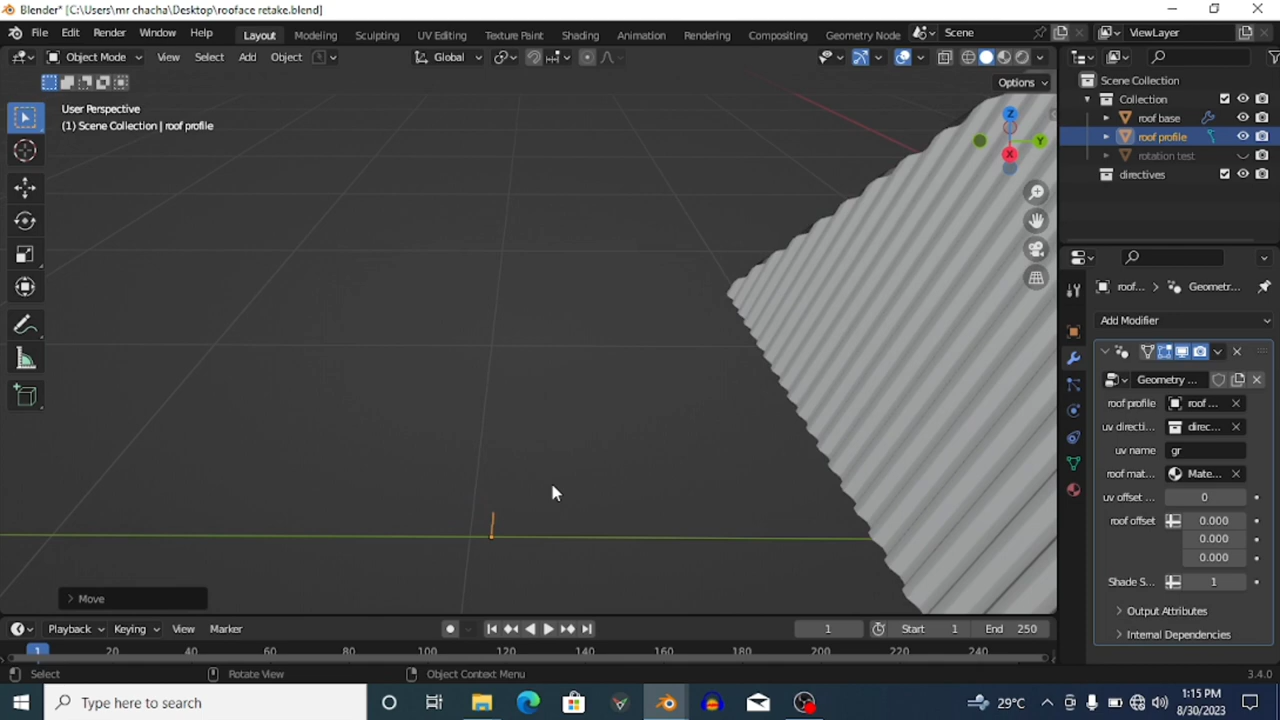 Blender* [C:\Users\mr chacha\Desktop\rooface retake.blend]
File Edit Render Window Help Layout Modeling Sculpting UV Editing Texture Paint Shading Animation Rendering Compositing Geometry Node Scene ViewLayer
Object Mode View Select Add Object Global
Options
User Perspective
(1) Scene Collection | roof profile
Z
Y
X
Scene Collection
Collection
roof base
roof profile
rotation test
directives
roof... > Geometr...
Add Modifier
Geometry ...
roof profile roof ...
uv directi... direc...
uv name gr
roof mat... Mate...
uv offset ... 0
roof offset 0.000
0.000
0.000
Shade S... 1
Output Attributes
Internal Dependencies
Move
Playback Keying View Marker 1 Start 1 End 250
1 20 40 60 80 100 120 140 160 180 200 220 240
Select Rotate View Object Context Menu 3.4.0
Type here to search 29°C 1:15 PM
8/30/2023